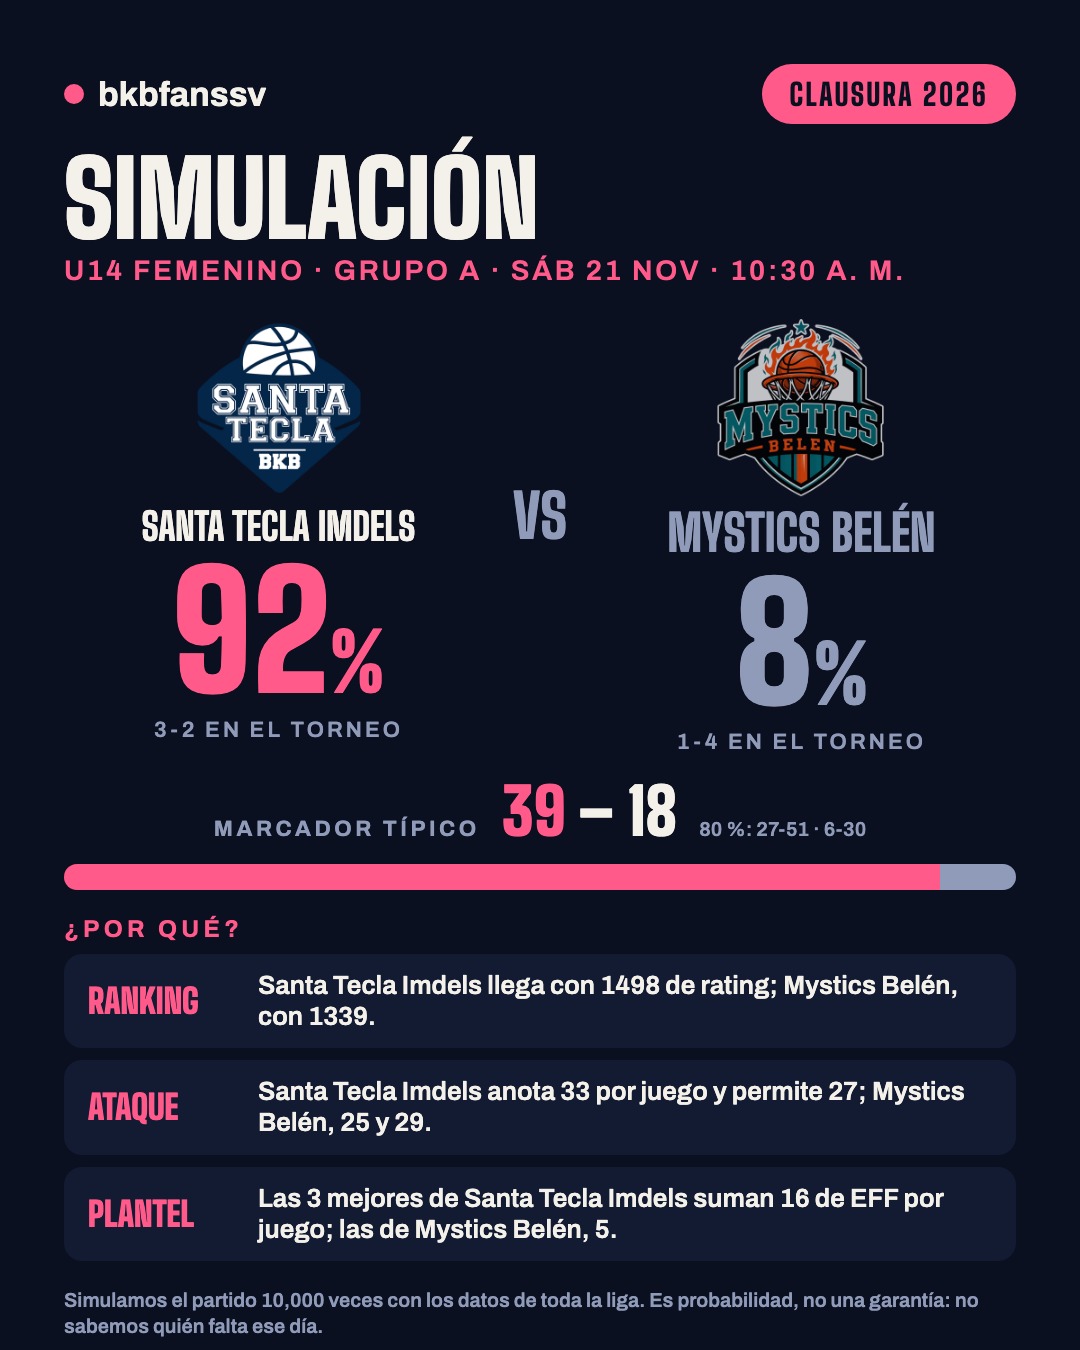 bkbfanssv
CLAUSURA 2026
SIMULACIÓN
U14 FEMENINO · GRUPO A · SÁB 21 NOV · 10:30 A. M.
SANTA
TECLA
BKB
MYSTICS
BELEN
SANTA TECLA IMDELS
VS
MYSTICS BELÉN
92%
8%
3-2 EN EL TORNEO
1-4 EN EL TORNEO
MARCADOR TÍPICO 39 – 18 80 %: 27-51 · 6-30
¿POR QUÉ?
RANKING
Santa Tecla Imdels llega con 1498 de rating; Mystics Belén,
con 1339.
ATAQUE
Santa Tecla Imdels anota 33 por juego y permite 27; Mystics
Belén, 25 y 29.
PLANTEL
Las 3 mejores de Santa Tecla Imdels suman 16 de EFF por
juego; las de Mystics Belén, 5.
Simulamos el partido 10,000 veces con los datos de toda la liga. Es probabilidad, no una garantía: no
sabemos quién falta ese día.